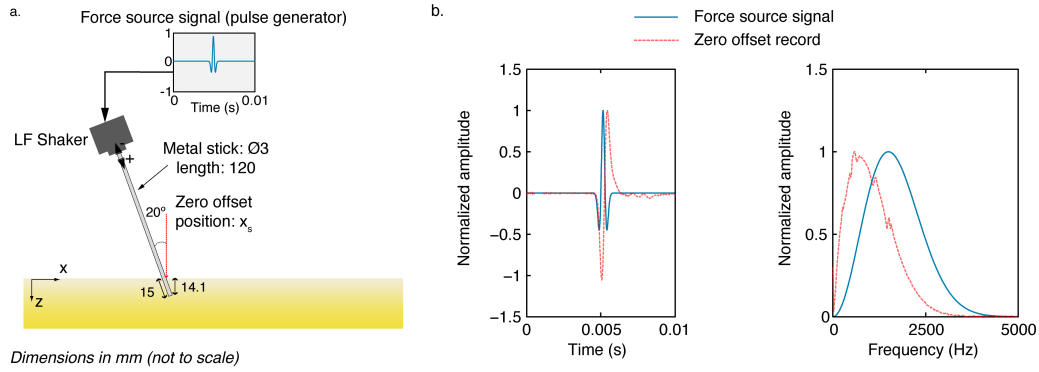 a.
Force source signal (pulse generator)
1
0
-1
0
0.01
Time (s)
LF Shaker
-
+
Metal stick: Ø3
length: 120
Zero offset
position: xs
20º
x
z
15
14.1
Dimensions in mm (not to scale)
b.
Force source signal
Zero offset record
Normalized amplitude
1.5
1
0.5
0
−0.5
−1
−1.5
0
0.005
0.01
Time (s)
Normalized amplitude
1.5
1
0.5
0
0
2500
5000
Frequency (Hz)